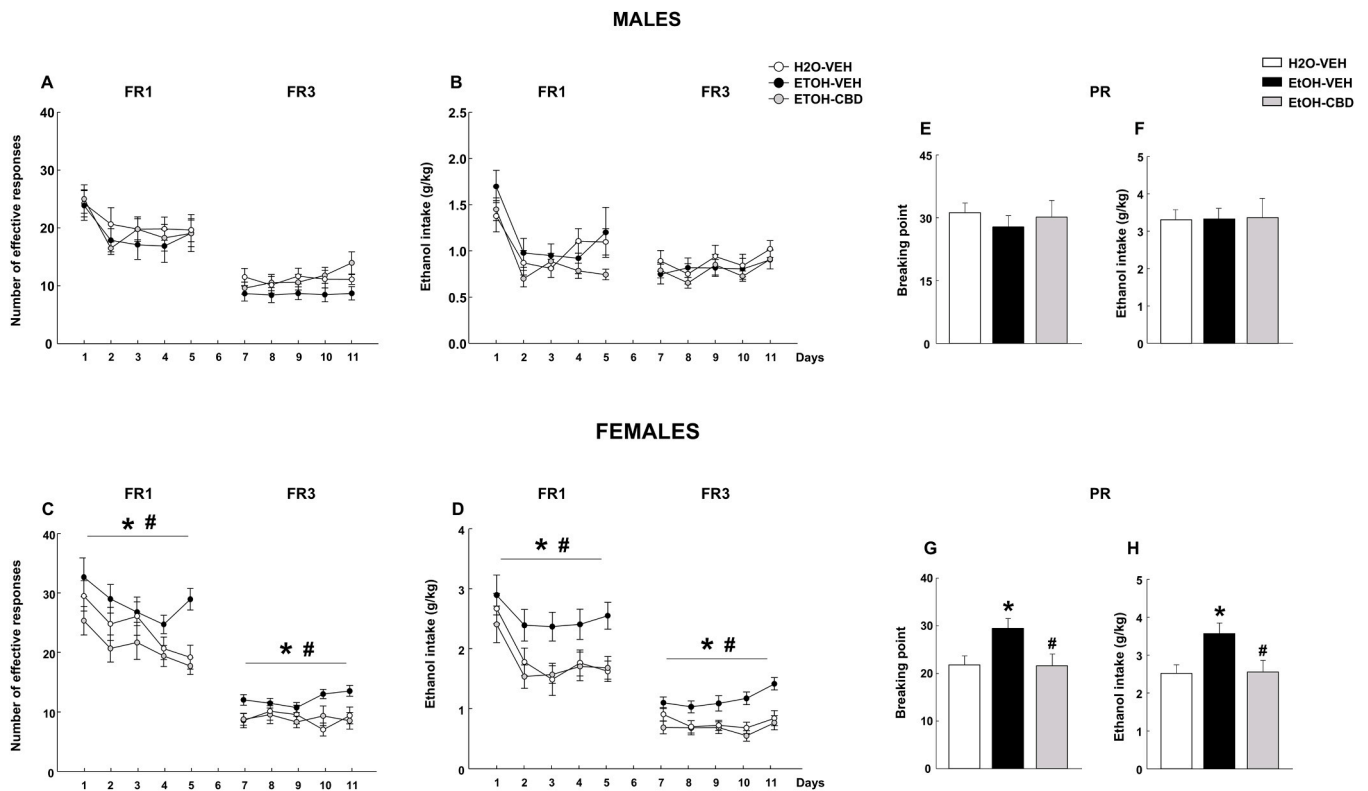 MALES
H2O-VEH
ETOH-VEH
ETOH-CBD
H2O-VEH
EtOH-VEH
EtOH-CBD
A
FR1
FR3
Number of effective responses
40
30
20
10
0
1 2 3 4 5 6 7 8 9 10 11
B
FR1
FR3
Ethanol intake (g/kg)
2.5
2.0
1.5
1.0
0.5
0.0
1 2 3 4 5 6 7 8 9 10 11 Days
PR
E
Breaking point
45
30
15
0
F
Ethanol intake (g/kg)
5
4
3
2
1
0
FEMALES
C
FR1
FR3
* #
* #
Number of effective responses
40
30
20
10
0
1 2 3 4 5 6 7 8 9 10 11
D
FR1
FR3
* #
* #
Ethanol intake (g/kg)
4
3
2
1
0
1 2 3 4 5 6 7 8 9 10 11 Days
PR
G
Breaking point
40
30
20
10
0
*
#
H
Ethanol intake (g/kg)
5
4
3
2
1
0
*
#